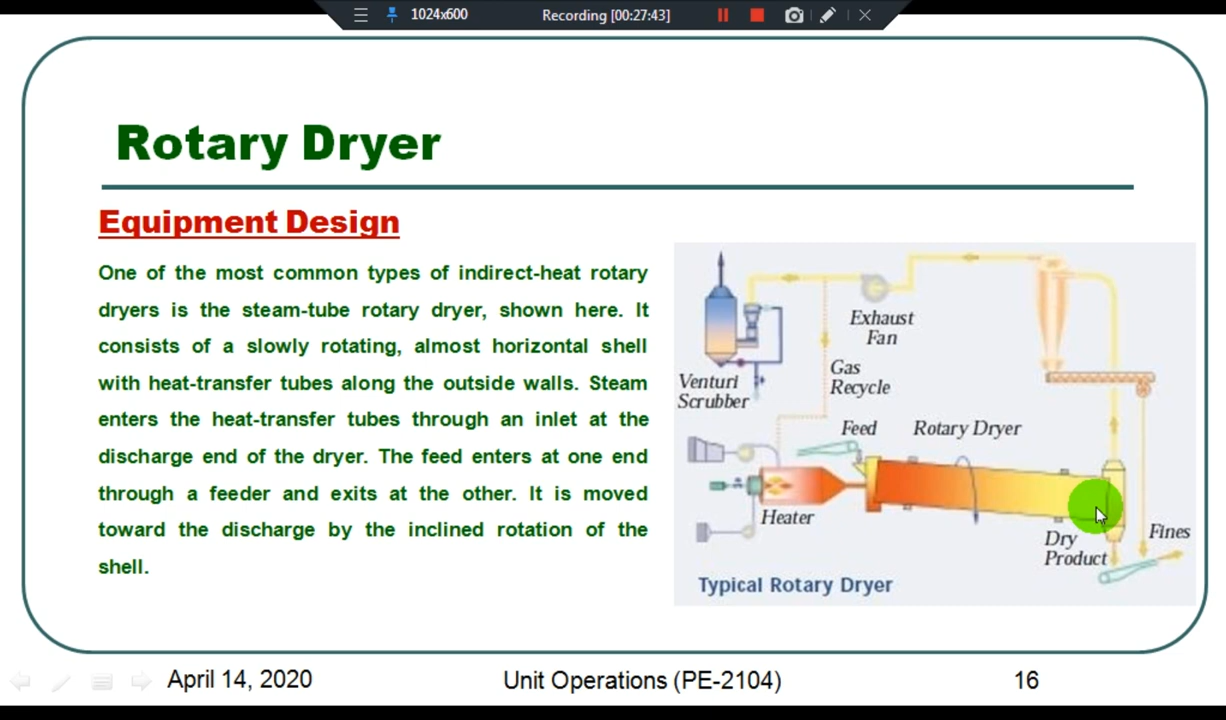 1024x600
Recording [00:27:43]
Rotary Dryer
Equipment Design
One of the most common types of indirect-heat rotary
dryers is the steam-tube rotary dryer, shown here. It
consists of a slowly rotating, almost horizontal shell
with heat-transfer tubes along the outside walls. Steam
enters the heat-transfer tubes through an inlet at the
discharge end of the dryer. The feed enters at one end
through a feeder and exits at the other. It is moved
toward the discharge by the inclined rotation of the
shell.
Exhaust
Fan
Gas
Recycle
Venturi
Scrubber
Feed
Rotary Dryer
Heater
Dry
Product
Fines
Typical Rotary Dryer
April 14, 2020
Unit Operations (PE-2104)
16